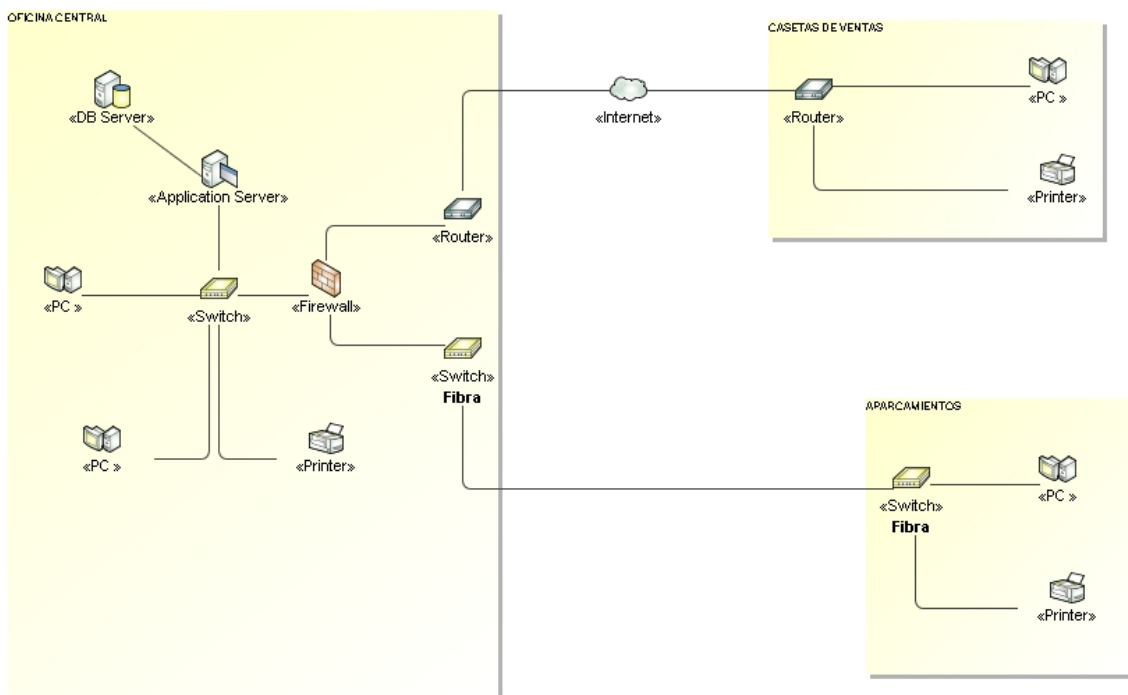 OFICINA CENTRAL
«DB Server»
«Application Server»
«PC »
«Switch»
«Firewall»
«Router»
«Switch»
Fibra
«PC »
«Printer»
«Internet»
CASETAS DE VENTAS
«Router»
«PC »
«Printer»
APARCAMIENTOS
«Switch»
Fibra
«PC »
«Printer»